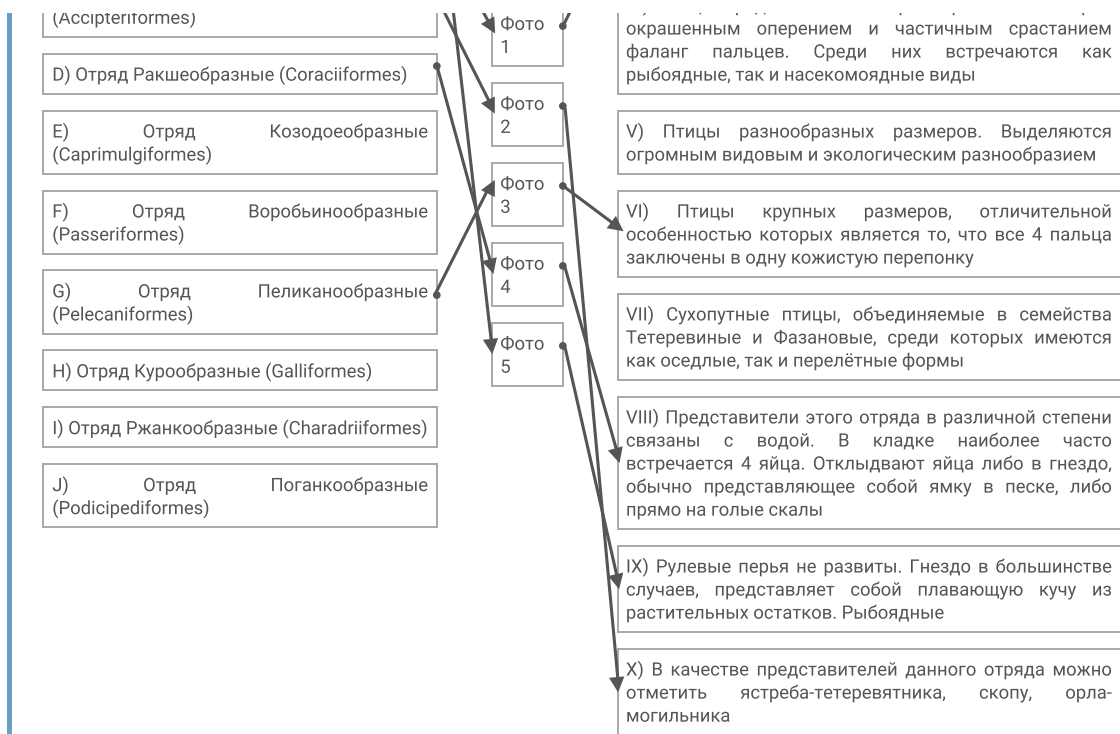 (Accipiteriformes)
D) Отряд Ракшеобразные (Coraciiformes)
E) Отряд Козодоеобразные
(Caprimulgiformes)
F) Отряд Воробьинообразные
(Passeriformes)
G) Отряд Пеликанообразные
(Pelecaniformes)
H) Отряд Курообразные (Galliformes)
I) Отряд Ржанкообразные (Charadriiformes)
J) Отряд Поганкообразные
(Podicipediformes)
Фото
1
Фото
2
Фото
3
Фото
4
Фото
5
окрашенным оперением и частичным срастанием
фаланг пальцев. Среди них встречаются как
рыбоядные, так и насекомоядные виды
V) Птицы разнообразных размеров. Выделяются
огромным видовым и экологическим разнообразием
VI) Птицы крупных размеров, отличительной
особенностью которых является то, что все 4 пальца
заключены в одну кожистую перепонку
VII) Сухопутные птицы, объединяемые в семейства
Тетеревиные и Фазановые, среди которых имеются
как оседлые, так и перелётные формы
VIII) Представители этого отряда в различной степени
связаны с водой. В кладке наиболее часто
встречается 4 яйца. Отклыдвают яйца либо в гнездо,
обычно представляющее собой ямку в песке, либо
прямо на голые скалы
IX) Рулевые перья не развиты. Гнездо в большинстве
случаев, представляет собой плавающую кучу из
растительных остатков. Рыбоядные
X) В качестве представителей данного отряда можно
отметить ястреба-тетеревятника, скопу, орла-
могильника